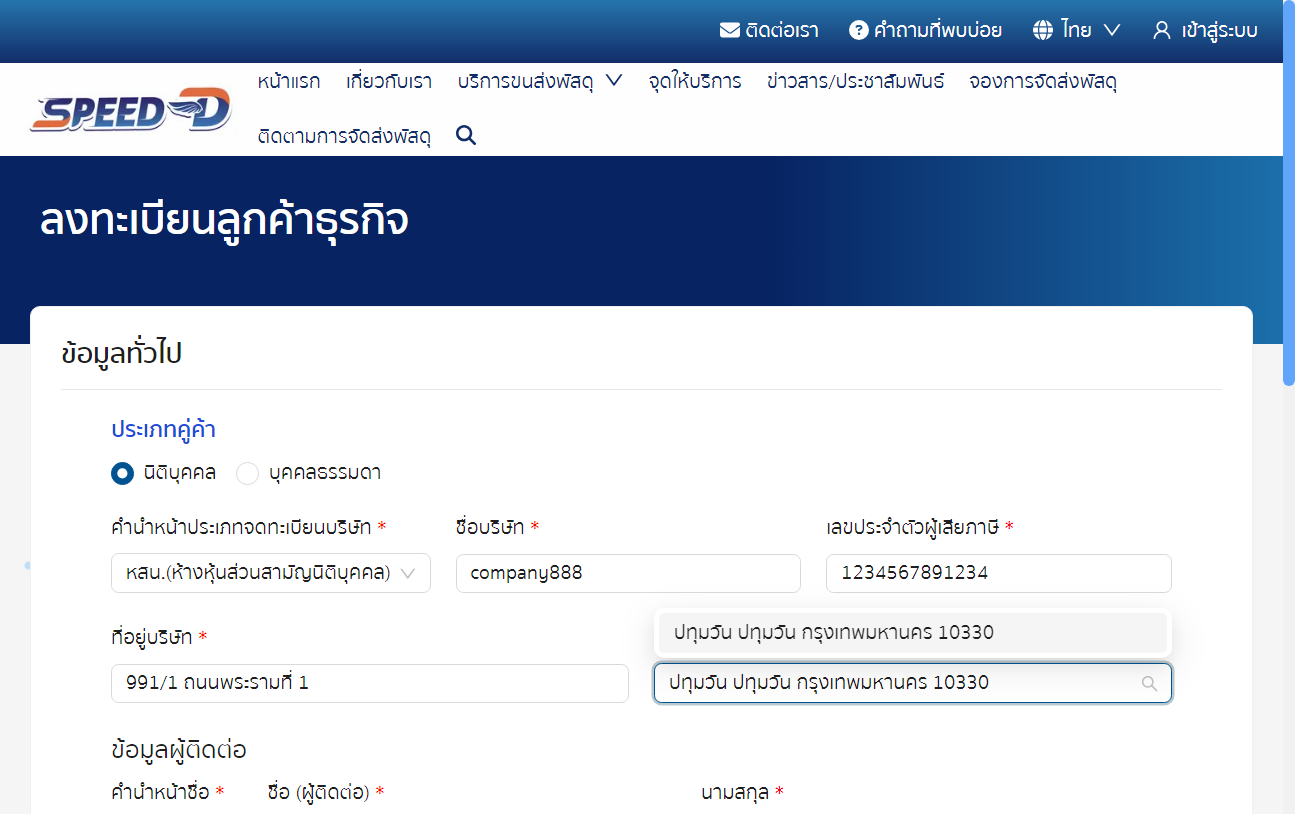 ติดต่อเรา คำถามที่พบบ่อย ไทย เข้าสู่ระบบ
SPEED-D
หน้าแรก เกี่ยวกับเรา บริการขนส่งพัสดุ จุดให้บริการ ข่าวสาร/ประชาสัมพันธ์ จองการจัดส่งพัสดุ
ติดตามการจัดส่งพัสดุ
ลงทะเบียนลูกค้าธุรกิจ
ข้อมูลทั่วไป
ประเภทคู่ค้า
นิติบุคคล บุคคลธรรมดา
คำนำหน้าประเภทจดทะเบียนบริษัท * ชื่อบริษัท * เลขประจำตัวผู้เสียภาษี *
หสน.(ห้างหุ้นส่วนสามัญนิติบุคคล) company888 1234567891234
ที่อยู่บริษัท * ปทุมวัน ปทุมวัน กรุงเทพมหานคร 10330
991/1 ถนนพระรามที่ 1 ปทุมวัน ปทุมวัน กรุงเทพมหานคร 10330
ข้อมูลผู้ติดต่อ
คำนำหน้าชื่อ * ชื่อ (ผู้ติดต่อ) * นามสกุล *